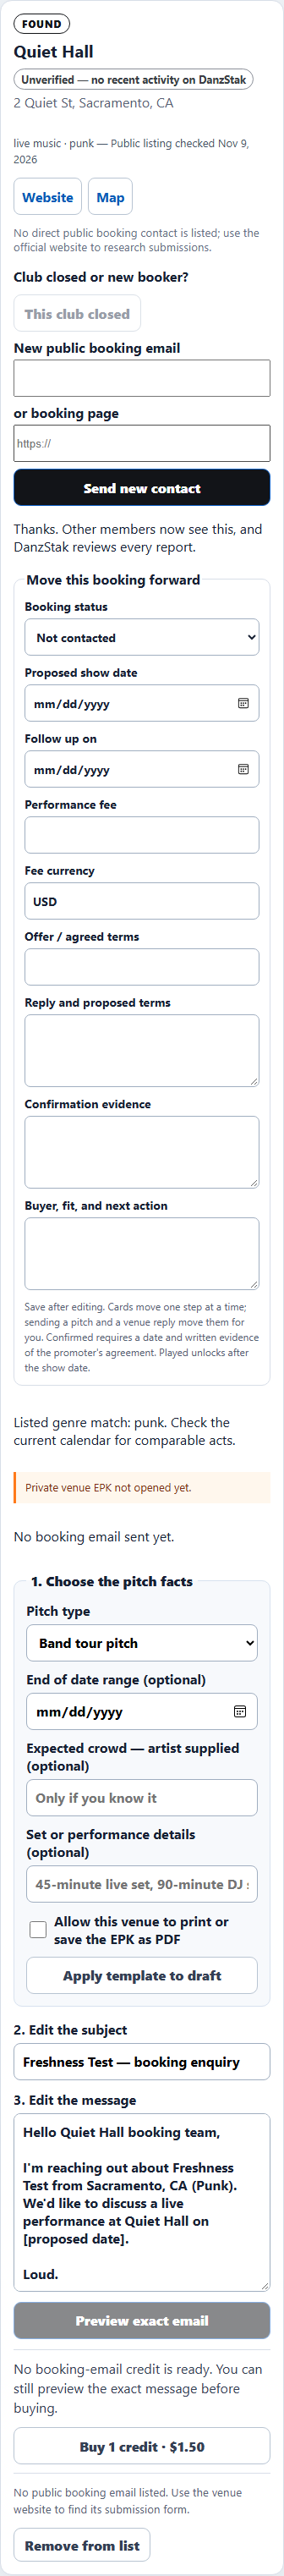 FOUND
Quiet Hall
Unverified — no recent activity on DanzStak
2 Quiet St, Sacramento, CA
live music · punk — Public listing checked Nov 9,
2026
Website
Map
No direct public booking contact is listed; use the
official website to research submissions.
Club closed or new booker?
This club closed
New public booking email
or booking page
https://
Send new contact
Thanks. Other members now see this, and
DanzStak reviews every report.
Move this booking forward
Booking status
Not contacted
Proposed show date
mm/dd/yyyy
Follow up on
mm/dd/yyyy
Performance fee
Fee currency
USD
Offer / agreed terms
Reply and proposed terms
Confirmation evidence
Buyer, fit, and next action
Save after editing. Cards move one step at a time;
sending a pitch and a venue reply move them for
you. Confirmed requires a date and written evidence
of the promoter's agreement. Played unlocks after
the show date.
Listed genre match: punk. Check the
current calendar for comparable acts.
Private venue EPK not opened yet.
No booking email sent yet.
1. Choose the pitch facts
Pitch type
Band tour pitch
End of date range (optional)
mm/dd/yyyy
Expected crowd — artist supplied
(optional)
Only if you know it
Set or performance details
(optional)
45-minute live set, 90-minute DJ
Allow this venue to print or
save the EPK as PDF
Apply template to draft
2. Edit the subject
Freshness Test — booking enquiry
3. Edit the message
Hello Quiet Hall booking team,
I'm reaching out about Freshness
Test from Sacramento, CA (Punk).
We'd like to discuss a live
performance at Quiet Hall on
[proposed date].
Loud.
Preview exact email
No booking-email credit is ready. You can
still preview the exact message before
buying.
Buy 1 credit · $1.50
No public booking email listed. Use the venue
website to find its submission form.
Remove from list